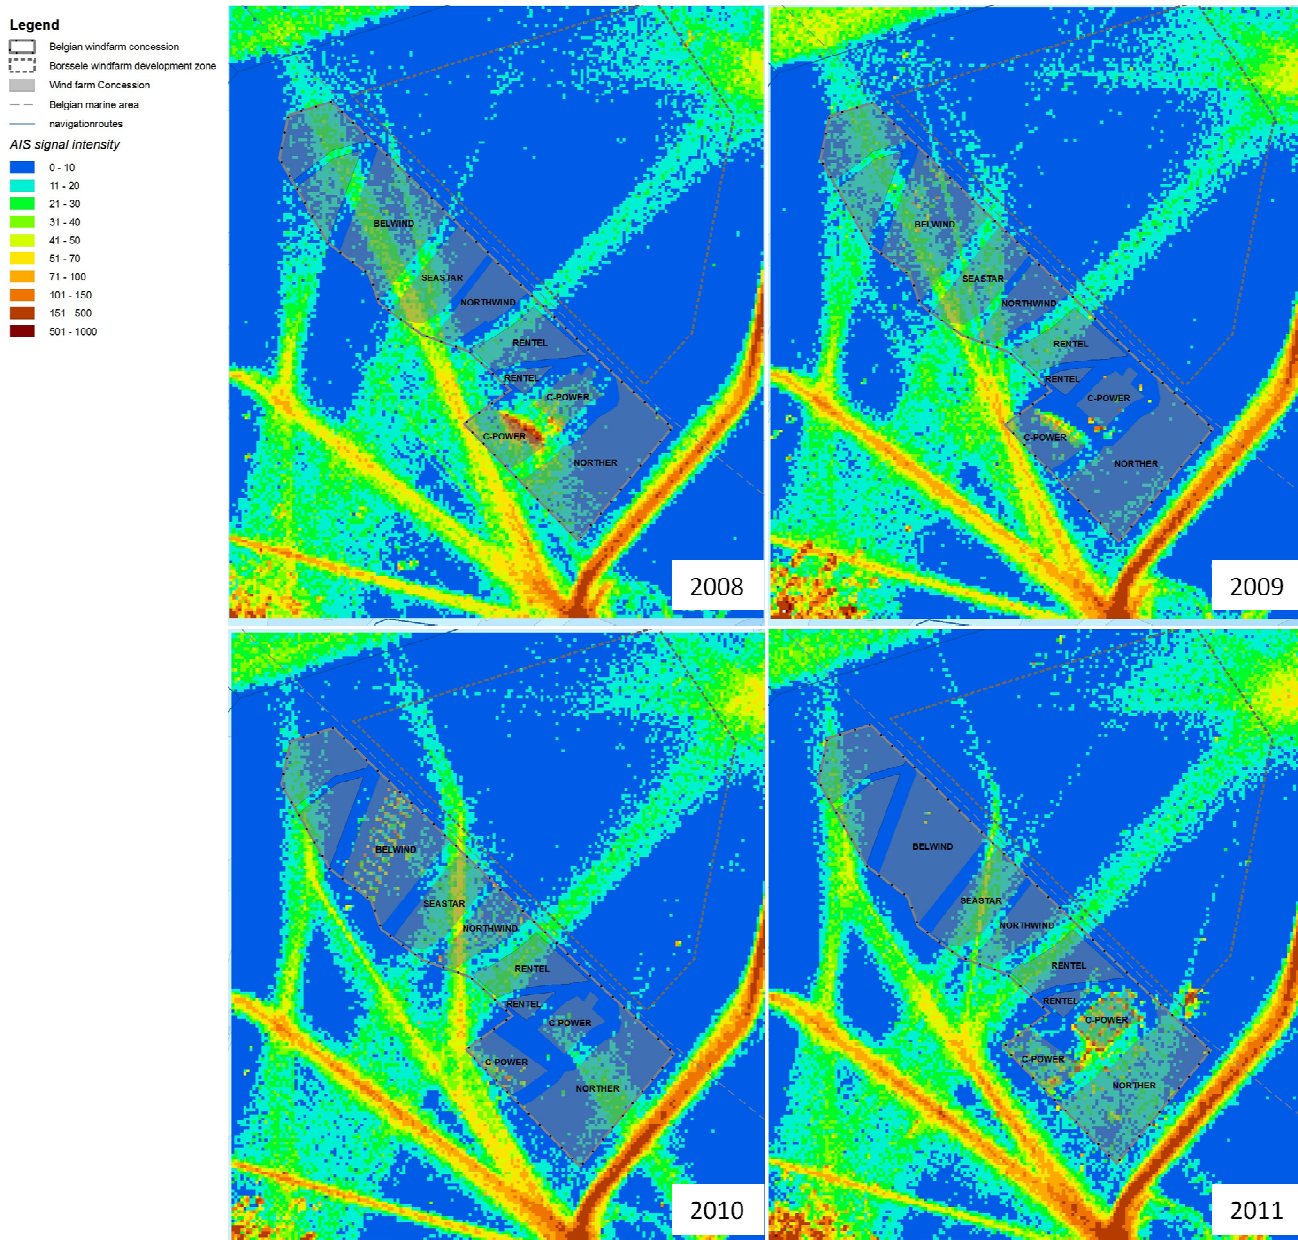 Legend
Belgian windfarm concession
Borssele windfarm development zone
Wind farm Concession
Belgian marine area
navigationroutes
AIS signal intensity
0 - 10
11 - 20
21 - 30
31 - 40
41 - 50
51 - 70
71 - 100
101 - 150
151 - 500
501 - 1000
BELWIND
SEASTAR
NORTHWIND
RENTEL
RENTEL
C-POWER
C-POWER
NORTHER
2008
BELWIND
SEASTAR
NORTHWIND
RENTEL
RENTEL
C-POWER
C-POWER
NORTHER
2009
BELWIND
SEASTAR
NORTHWIND
RENTEL
RENTEL
C-POWER
C-POWER
NORTHER
2010
BELWIND
SEASTAR
NORTHWIND
RENTEL
RENTEL
C-POWER
C-POWER
NORTHER
2011